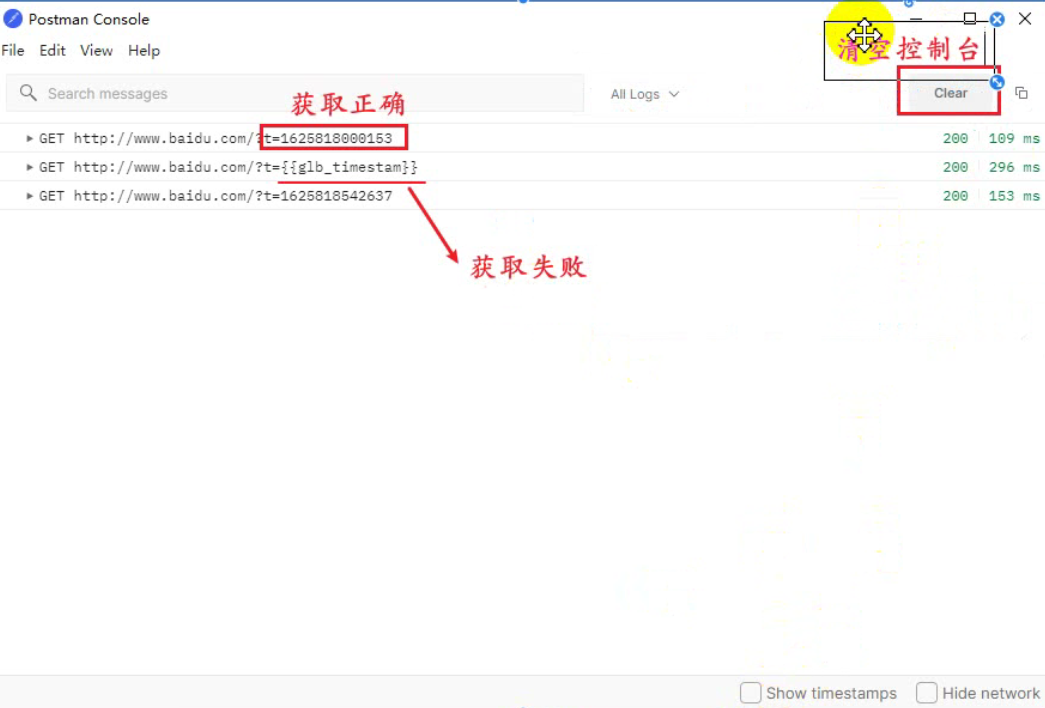 Postman Console
File Edit View Help
清空控制台
Search messages
All Logs
Clear
获取正确
GET http://www.baidu.com/?t=1625818000153 200 109 ms
GET http://www.baidu.com/?t={{glb_timestam}} 200 296 ms
GET http://www.baidu.com/?t=1625818542637 200 153 ms
获取失败
Show timestamps Hide network